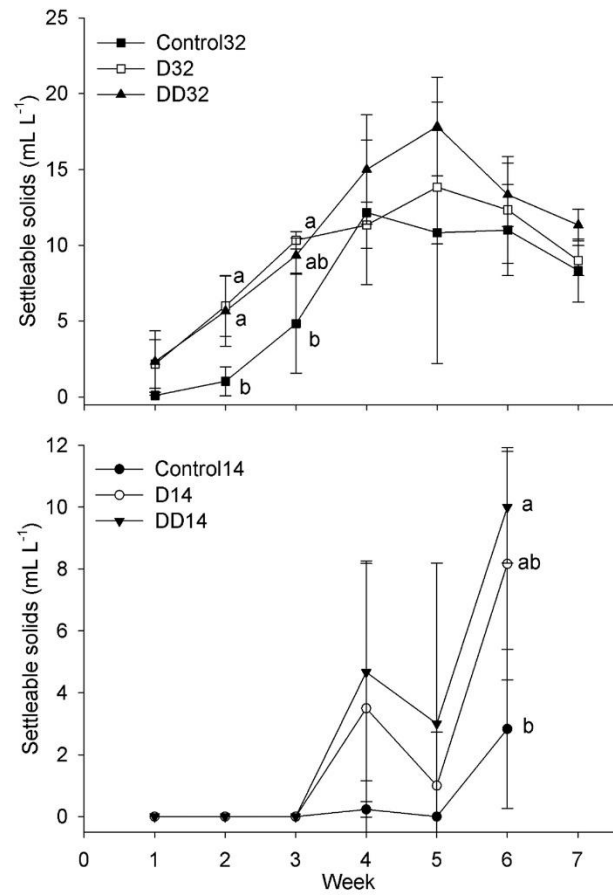 25
20
15
10
5
0
Settleable solids (mL L⁻¹)
Control32
D32
DD32
a
a
b
a
ab
b
12
10
8
6
4
2
0
Settleable solids (mL L⁻¹)
Control14
D14
DD14
a
ab
b
0 1 2 3 4 5 6 7
Week